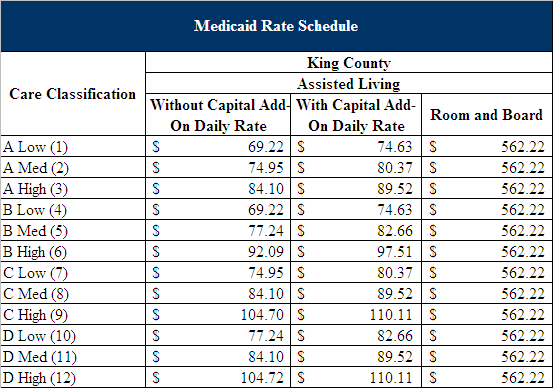 Medicaid Rate Schedule
King County
Assisted Living
Care Classification
Without Capital Add-On Daily Rate
With Capital Add-On Daily Rate
Room and Board
A Low (1) $ 69.22 $ 74.63 $ 562.22
A Med (2) $ 74.95 $ 80.37 $ 562.22
A High (3) $ 84.10 $ 89.52 $ 562.22
B Low (4) $ 69.22 $ 74.63 $ 562.22
B Med (5) $ 77.24 $ 82.66 $ 562.22
B High (6) $ 92.09 $ 97.51 $ 562.22
C Low (7) $ 74.95 $ 80.37 $ 562.22
C Med (8) $ 84.10 $ 89.52 $ 562.22
C High (9) $ 104.70 $ 110.11 $ 562.22
D Low (10) $ 77.24 $ 82.66 $ 562.22
D Med (11) $ 84.10 $ 89.52 $ 562.22
D High (12) $ 104.72 $ 110.11 $ 562.22